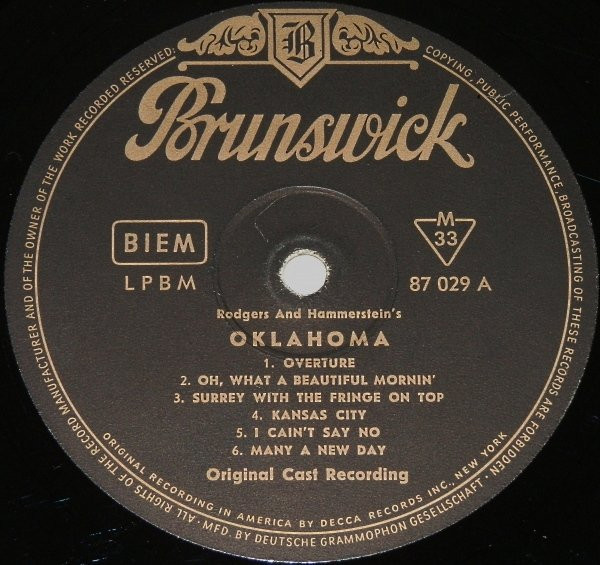 B
Brunswick
BIEM
LPBM
M
33
87 029 A
Rodgers And Hammerstein's
OKLAHOMA
1. OVERTURE
2. OH, WHAT A BEAUTIFUL MORNIN'
3. SURREY WITH THE FRINGE ON TOP
4. KANSAS CITY
5. I CAIN'T SAY NO
6. MANY A NEW DAY
Original Cast Recording
ORIGINAL RECORDING IN AMERICA BY DECCA RECORDS INC., NEW YORK
ALL RIGHTS OF THE RECORD MANUFACTURER AND OF THE OWNER OF THE WORK RECORDED RESERVED:
COPYING, PUBLIC PERFORMANCE, BROADCASTING OF THESE RECORDS ARE FORBIDDEN
· MFD. BY DEUTSCHE GRAMMOPHON GESELLSCHAFT ·